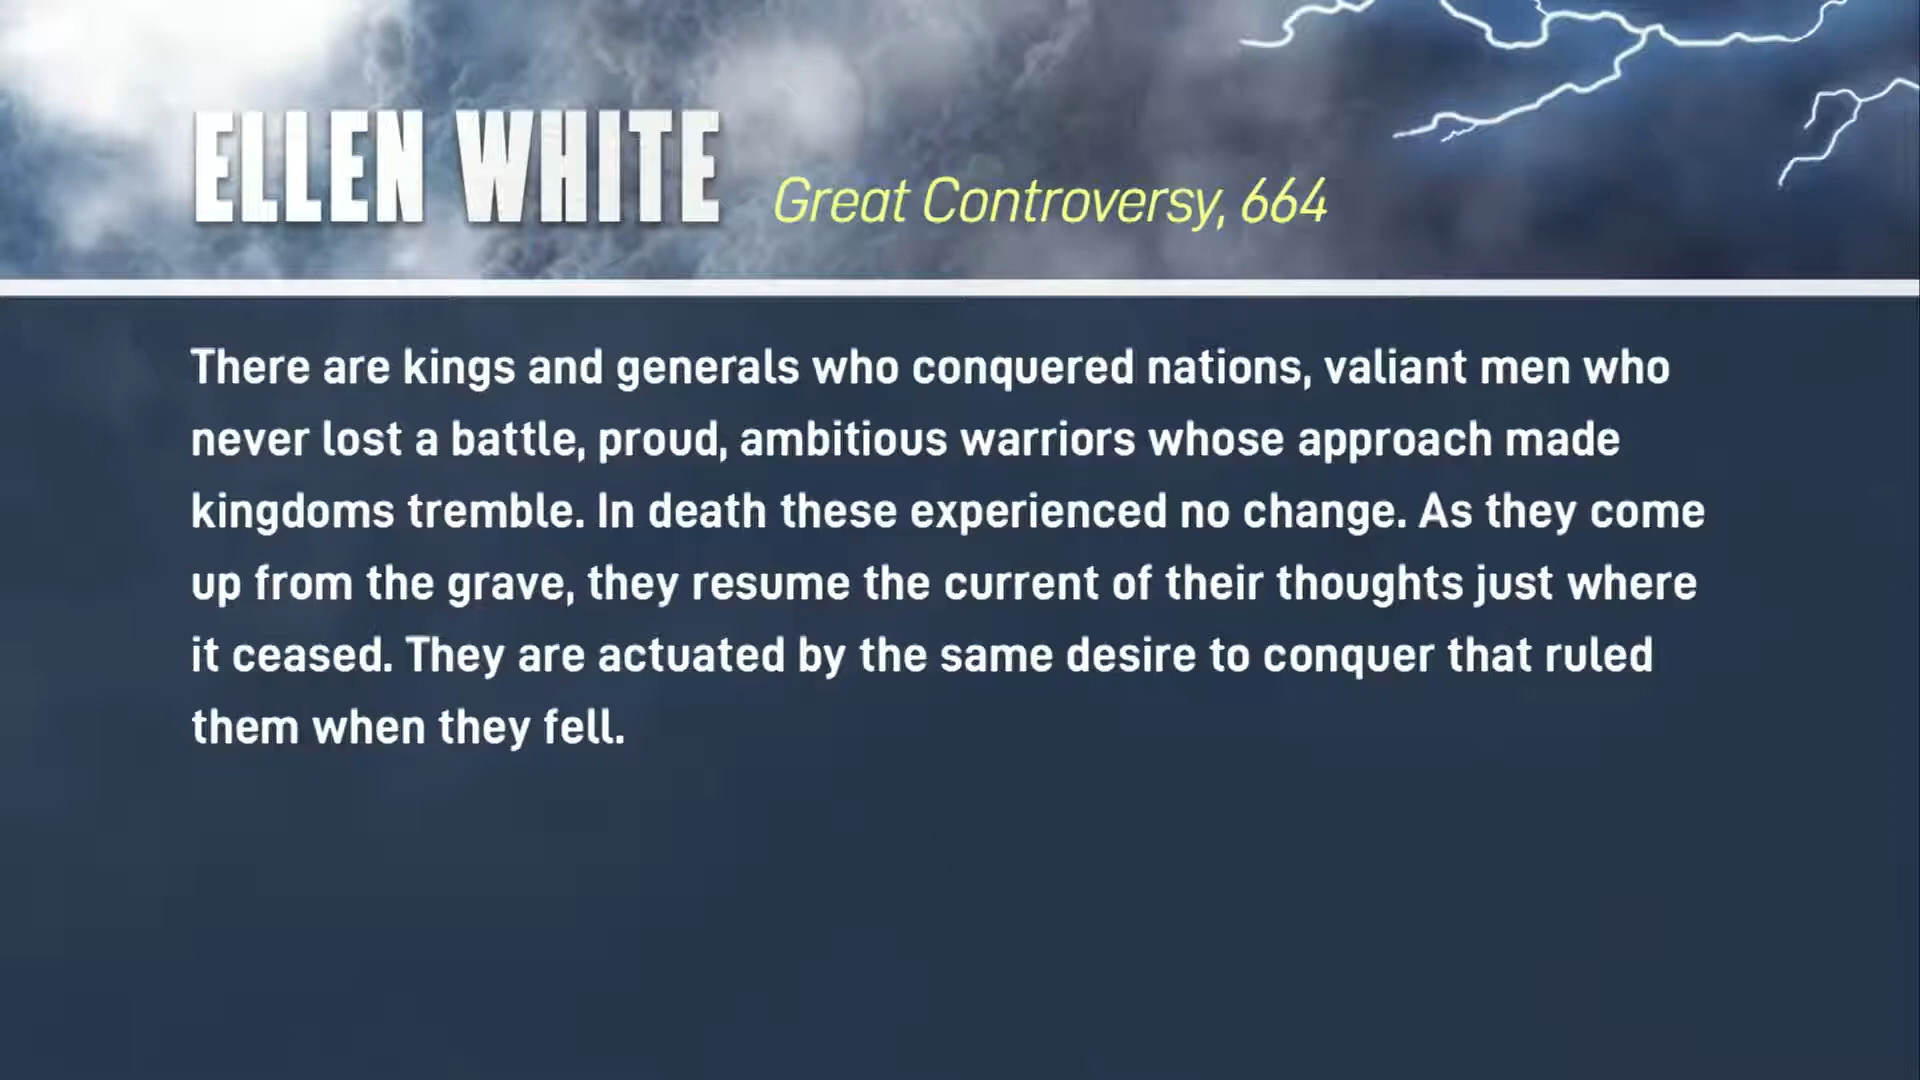 ELLEN WHITE Great Controversy, 664
There are kings and generals who conquered nations, valiant men who
never lost a battle, proud, ambitious warriors whose approach made
kingdoms tremble. In death these experienced no change. As they come
up from the grave, they resume the current of their thoughts just where
it ceased. They are actuated by the same desire to conquer that ruled
them when they fell.